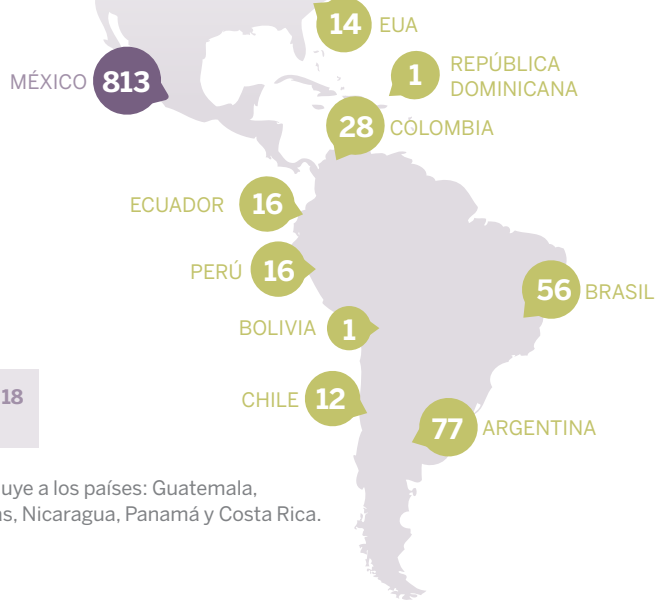 14 EUA
MÉXICO 813
1 REPÚBLICA
DOMINICANA
28 COLOMBIA
ECUADOR 16
PERÚ 16
56 BRASIL
BOLIVIA 1
18
CHILE 12
77 ARGENTINA
a los países: Guatemala,
Nicaragua, Panamá y Costa Rica.